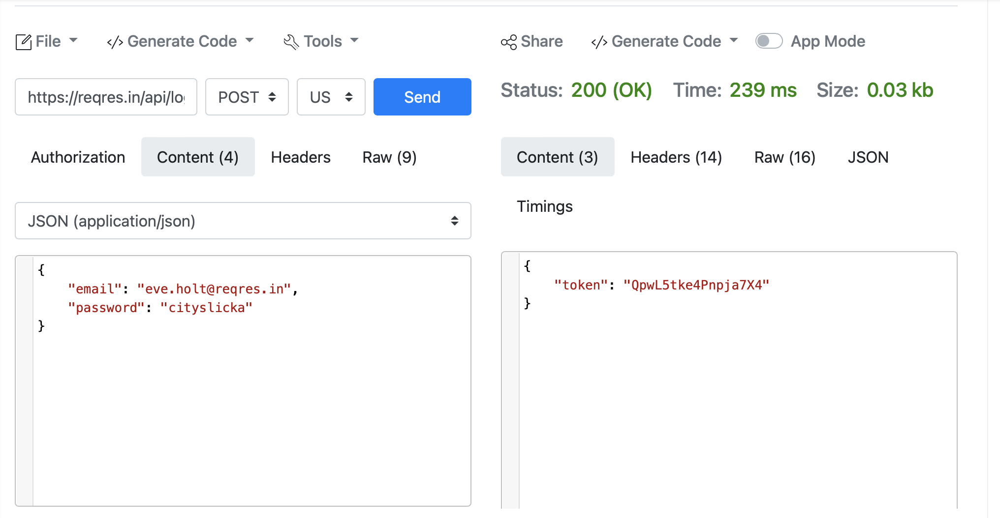 File
</> Generate Code
Tools
Share
</> Generate Code
App Mode
https://reqres.in/api/lo
POST
US
Send
Status: 200 (OK) Time: 239 ms Size: 0.03 kb
Authorization Content (4) Headers Raw (9)
Content (3) Headers (14) Raw (16) JSON
Timings
JSON (application/json)
{
"email": "eve.holt@reqres.in",
"password": "cityslicka"
}
{
"token": "QpwL5tke4Pnpja7X4"
}